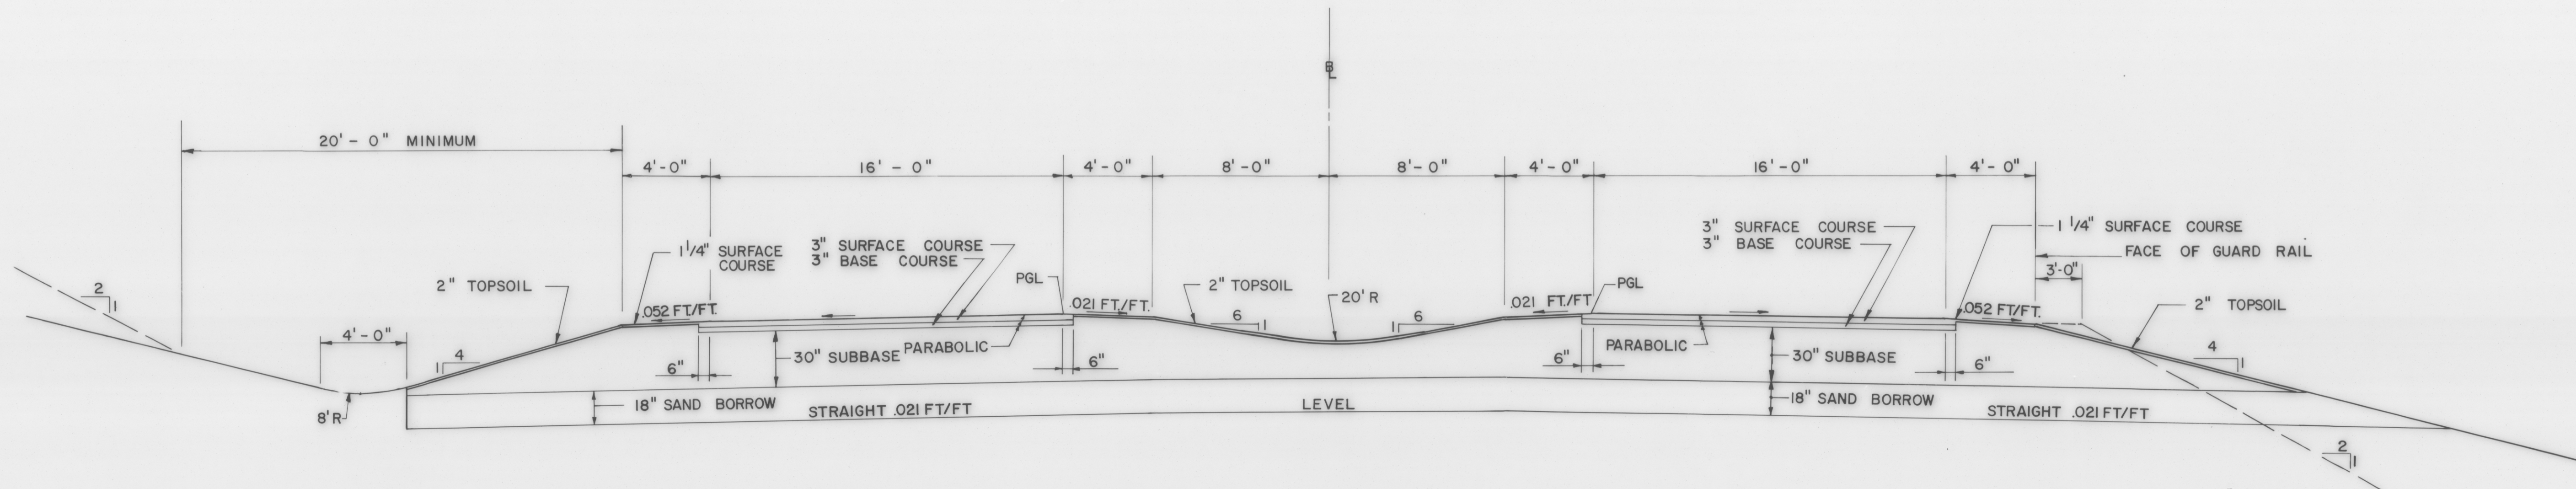 BL
20' - 0" MINIMUM
4'-0" 16' - 0" 4'-0" 8'-0" 8'-0" 4'-0" 16'-0" 4'-0"
1 1/4" SURFACE COURSE
3" SURFACE COURSE
3" BASE COURSE
3" SURFACE COURSE
3" BASE COURSE
1 1/4" SURFACE COURSE
FACE OF GUARD RAIL
3'-0"
2" TOPSOIL
PGL
2" TOPSOIL
20' R
PGL
2" TOPSOIL
2
1
.052 FT./FT.
.021 FT./FT.
6
1
1
6
.021 FT./FT
.052 FT./FT.
4'-0"
1
4
30" SUBBASE
PARABOLIC
PARABOLIC
30" SUBBASE
4
1
6"
6"
6"
6"
8'R
18" SAND BORROW
STRAIGHT .021 FT/FT
LEVEL
18" SAND BORROW
STRAIGHT .021 FT/FT
2
1